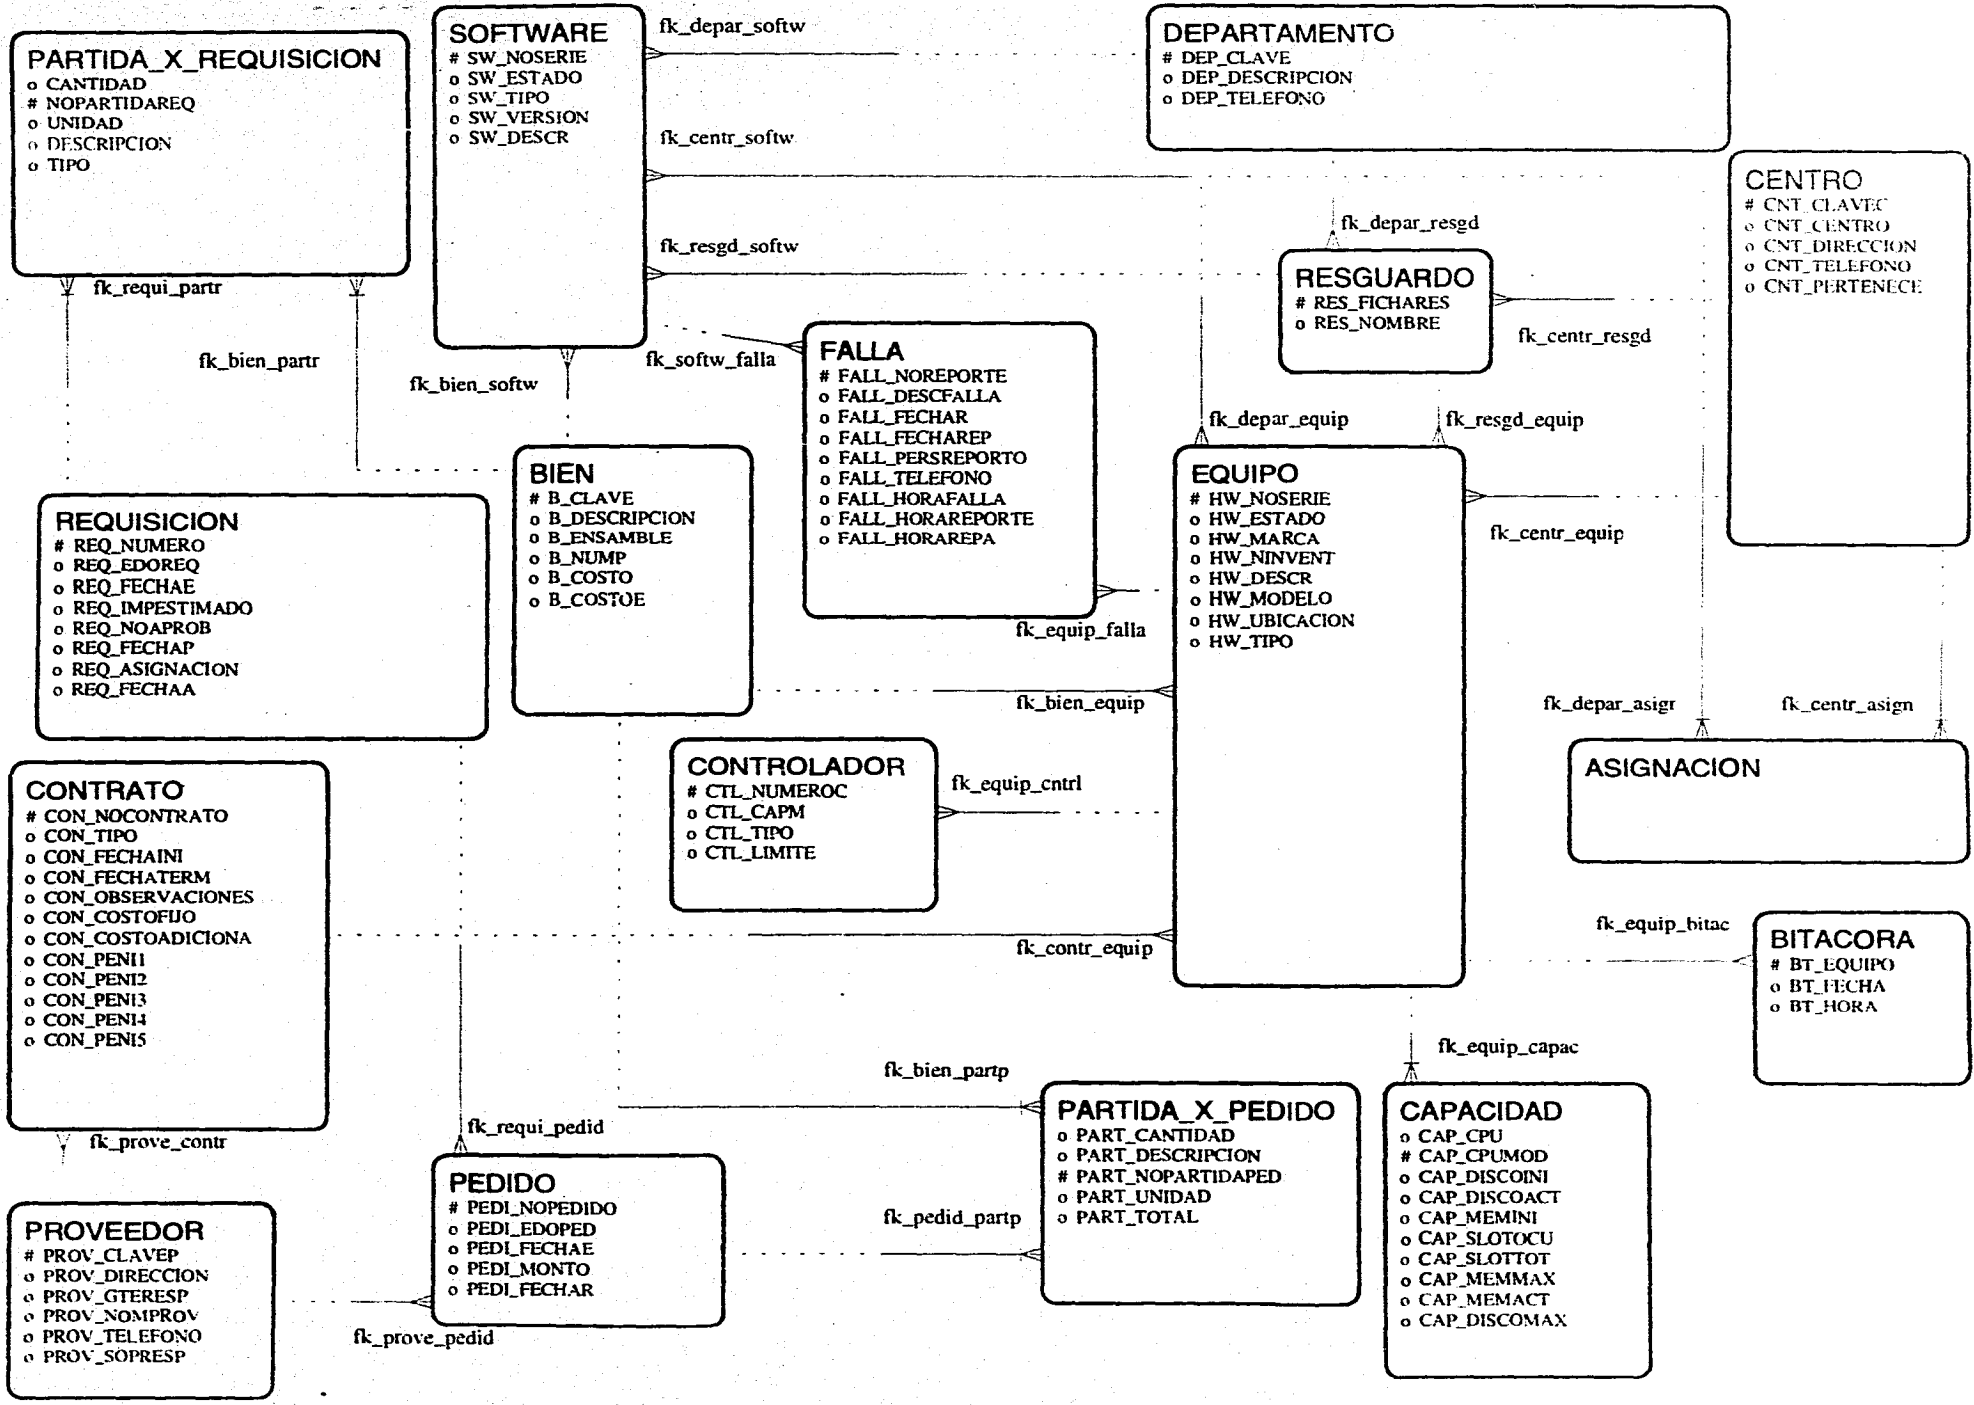 PARTIDA_X_REQUISICION
o CANTIDAD
# NOPARTIDAREQ
o UNIDAD
o DESCRIPCION
o TIPO
SOFTWARE
# SW_NOSERIE
o SW_ESTADO
o SW_TIPO
o SW_VERSION
o SW_DESCR
fk_depar_softw
fk_centr_softw
fk_resgd_softw
DEPARTAMENTO
# DEP_CLAVE
o DEP_DESCRIPCION
o DEP_TELEFONO
CENTRO
# CNT_CLAVEC
o CNT_CENTRO
o CNT_DIRECCION
o CNT_TELEFONO
o CNT_PERTENECE
fk_depar_resgd
RESGUARDO
# RES_FICHARES
o RES_NOMBRE
fk_centr_resgd
fk_requi_partr
fk_bien_partr
fk_bien_softw
fk_softw_falla
FALLA
# FALL_NOREPORTE
o FALL_DESCFALLA
o FALL_FECHAR
o FALL_FECHAREP
o FALL_PERSREPORTO
o FALL_TELEFONO
o FALL_HORAFALLA
o FALL_HORAREPORTE
o FALL_HORAREPA
fk_depar_equip
fk_resgd_equip
BIEN
# B_CLAVE
o B_DESCRIPCION
o B_ENSAMBLE
o B_NUMP
o B_COSTO
o B_COSTOE
EQUIPO
# HW_NOSERIE
o HW_ESTADO
o HW_MARCA
o HW_NINVENT
o HW_DESCR
o HW_MODELO
o HW_UBICACION
o HW_TIPO
fk_centr_equip
REQUISICION
# REQ_NUMERO
o REQ_EDOREQ
o REQ_FECHAE
o REQ_IMPESTIMADO
o REQ_NOAPROB
o REQ_FECHAP
o REQ_ASIGNACION
o REQ_FECHAA
fk_equip_falla
fk_bien_equip
fk_depar_asigr
fk_centr_asign
CONTROLADOR
# CTL_NUMEROC
o CTL_CAPM
o CTL_TIPO
o CTL_LIMITE
fk_equip_cntrl
ASIGNACION
CONTRATO
# CON_NOCONTRATO
o CON_TIPO
o CON_FECHAINI
o CON_FECHATERM
o CON_OBSERVACIONES
o CON_COSTOFIJO
o CON_COSTOADICIONA
o CON_PENI1
o CON_PENI2
o CON_PENI3
o CON_PENI4
o CON_PENI5
fk_contr_equip
fk_equip_bitac
BITACORA
# BT_EQUIPO
o BT_FECHA
o BT_HORA
fk_equip_capac
fk_bien_partp
fk_requi_pedid
fk_prove_contr
PARTIDA_X_PEDIDO
o PART_CANTIDAD
o PART_DESCRIPCION
# PART_NOPARTIDAPED
o PART_UNIDAD
o PART_TOTAL
CAPACIDAD
o CAP_CPU
# CAP_CPUMOD
o CAP_DISCOINI
o CAP_DISCOACT
o CAP_MEMINI
o CAP_SLOTOCU
o CAP_SLOTTOT
o CAP_MEMMAX
o CAP_MEMACT
o CAP_DISCOMAX
PEDIDO
# PEDI_NOPEDIDO
o PEDI_EDOPED
o PEDI_FECHAE
o PEDI_MONTO
o PEDI_FECHAR
fk_pedid_partp
PROVEEDOR
# PROV_CLAVEP
o PROV_DIRECCION
o PROV_GTERESP
o PROV_NOMPROV
o PROV_TELEFONO
o PROV_SOPRESP
fk_prove_pedid